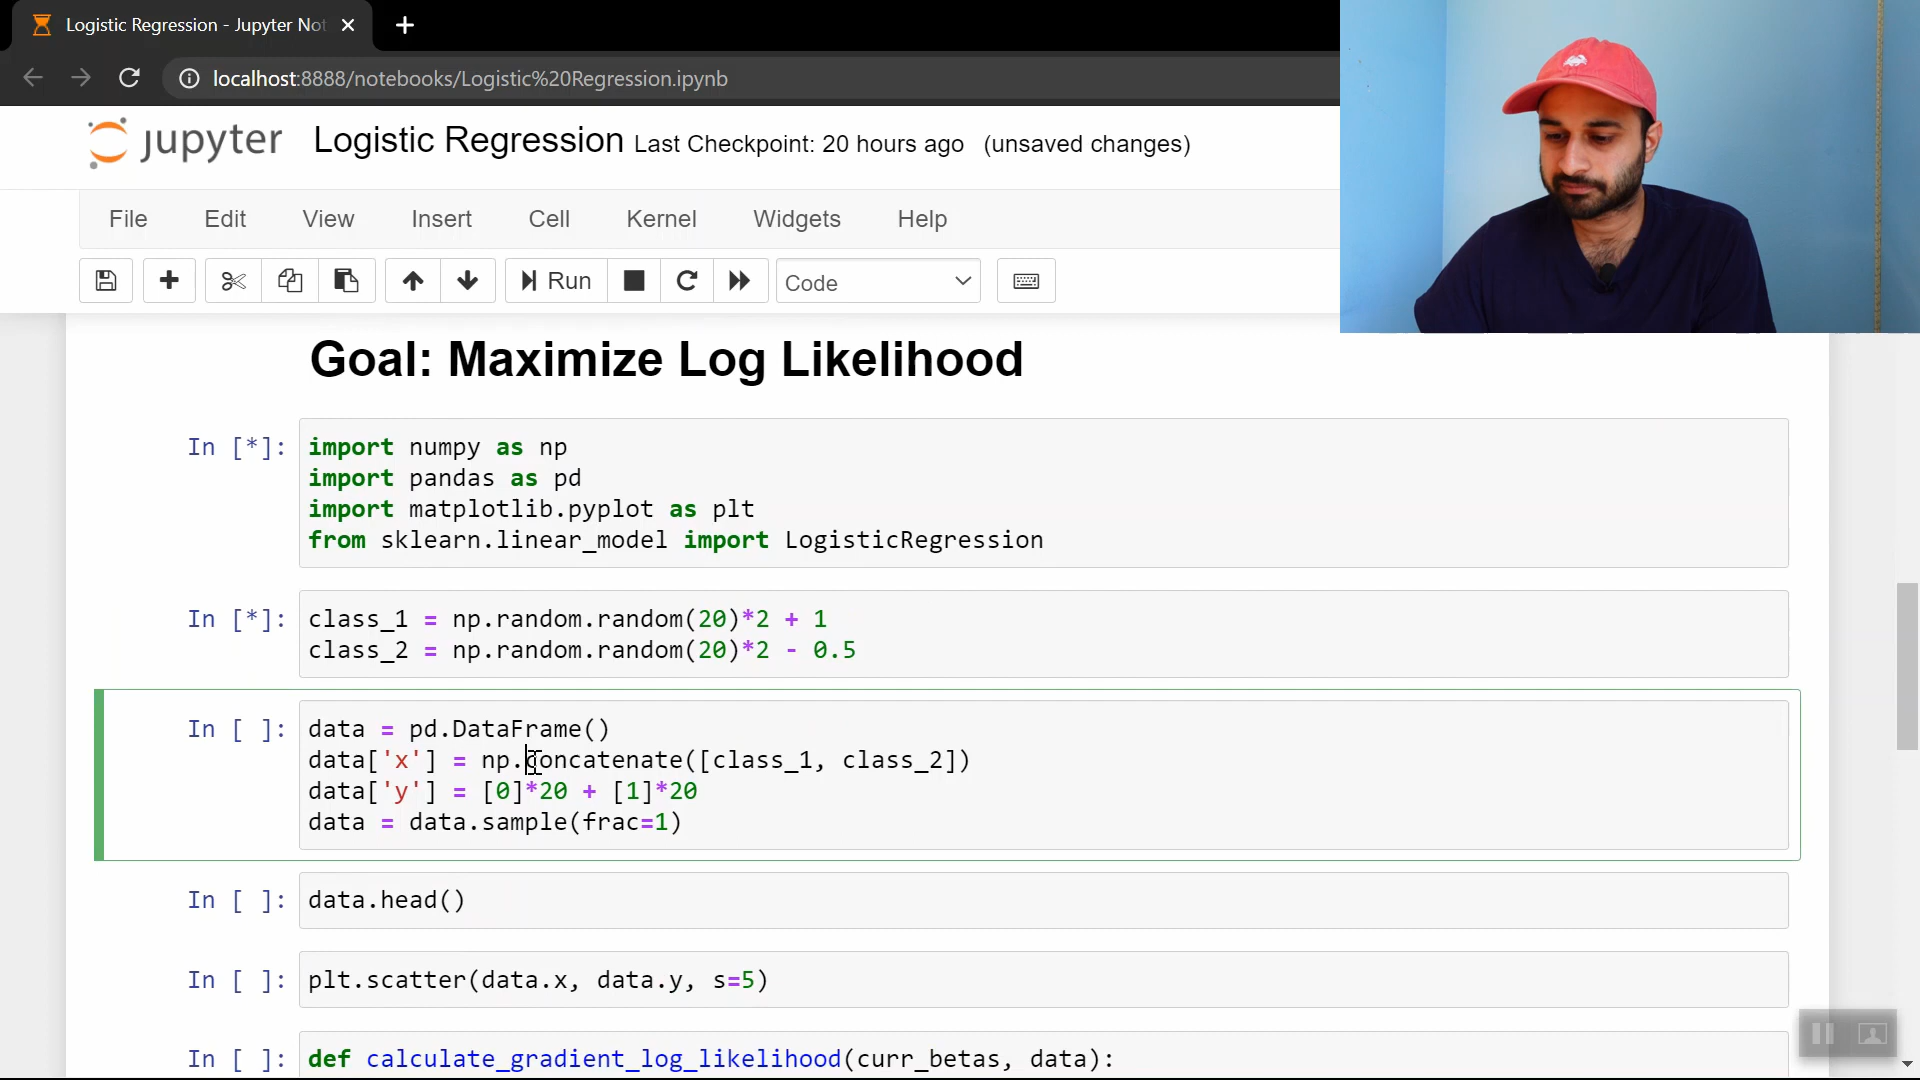 Logistic Regression - Jupyter Not
localhost:8888/notebooks/Logistic%20Regression.ipynb
jupyter Logistic Regression Last Checkpoint: 20 hours ago (unsaved changes)
File Edit View Insert Cell Kernel Widgets Help
Run Code
Goal: Maximize Log Likelihood
In [*]: import numpy as np
import pandas as pd
import matplotlib.pyplot as plt
from sklearn.linear_model import LogisticRegression
In [*]: class_1 = np.random.random(20)*2 + 1
class_2 = np.random.random(20)*2 - 0.5
In [ ]: data = pd.DataFrame()
data['x'] = np.concatenate([class_1, class_2])
data['y'] = [0]*20 + [1]*20
data = data.sample(frac=1)
In [ ]: data.head()
In [ ]: plt.scatter(data.x, data.y, s=5)
In [ ]: def calculate_gradient_log_likelihood(curr_betas, data):